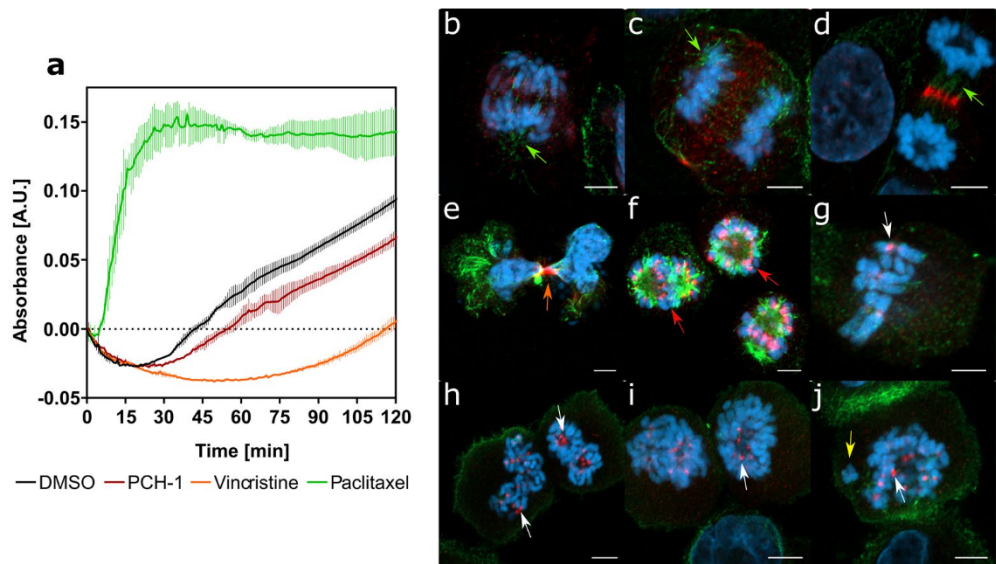 a
0.15
0.10
0.05
0.00
-0.05
Absorbance [A.U.]
0 15 30 45 60 75 90 105 120
Time [min]
DMSO PCH-1 Vincristine Paclitaxel
b c d
e f g
h i j